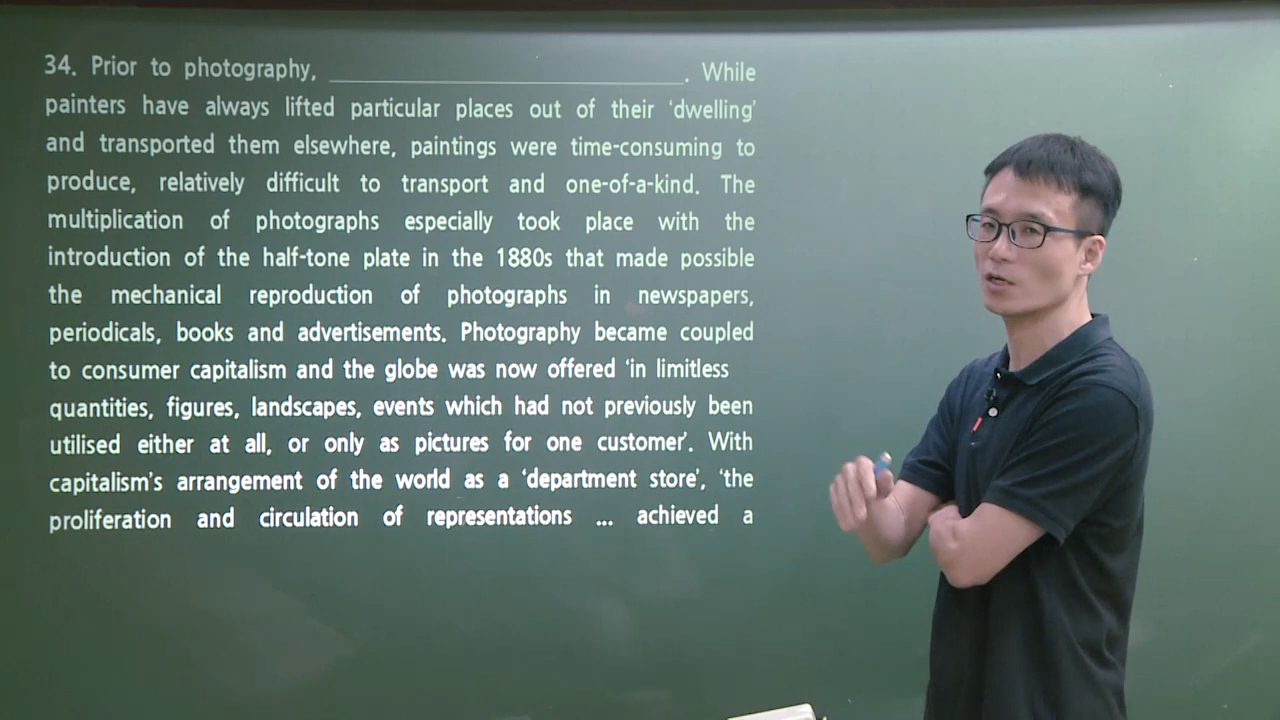 34. Prior to photography, ______________________________. While
painters have always lifted particular places out of their ‘dwelling’
and transported them elsewhere, paintings were time-consuming to
produce, relatively difficult to transport and one-of-a-kind. The
multiplication of photographs especially took place with the
introduction of the half-tone plate in the 1880s that made possible
the mechanical reproduction of photographs in newspapers,
periodicals, books and advertisements. Photography became coupled
to consumer capitalism and the globe was now offered ‘in limitless
quantities, figures, landscapes, events which had not previously been
utilised either at all, or only as pictures for one customer’. With
capitalism’s arrangement of the world as a ‘department store’, ‘the
proliferation and circulation of representations ... achieved a